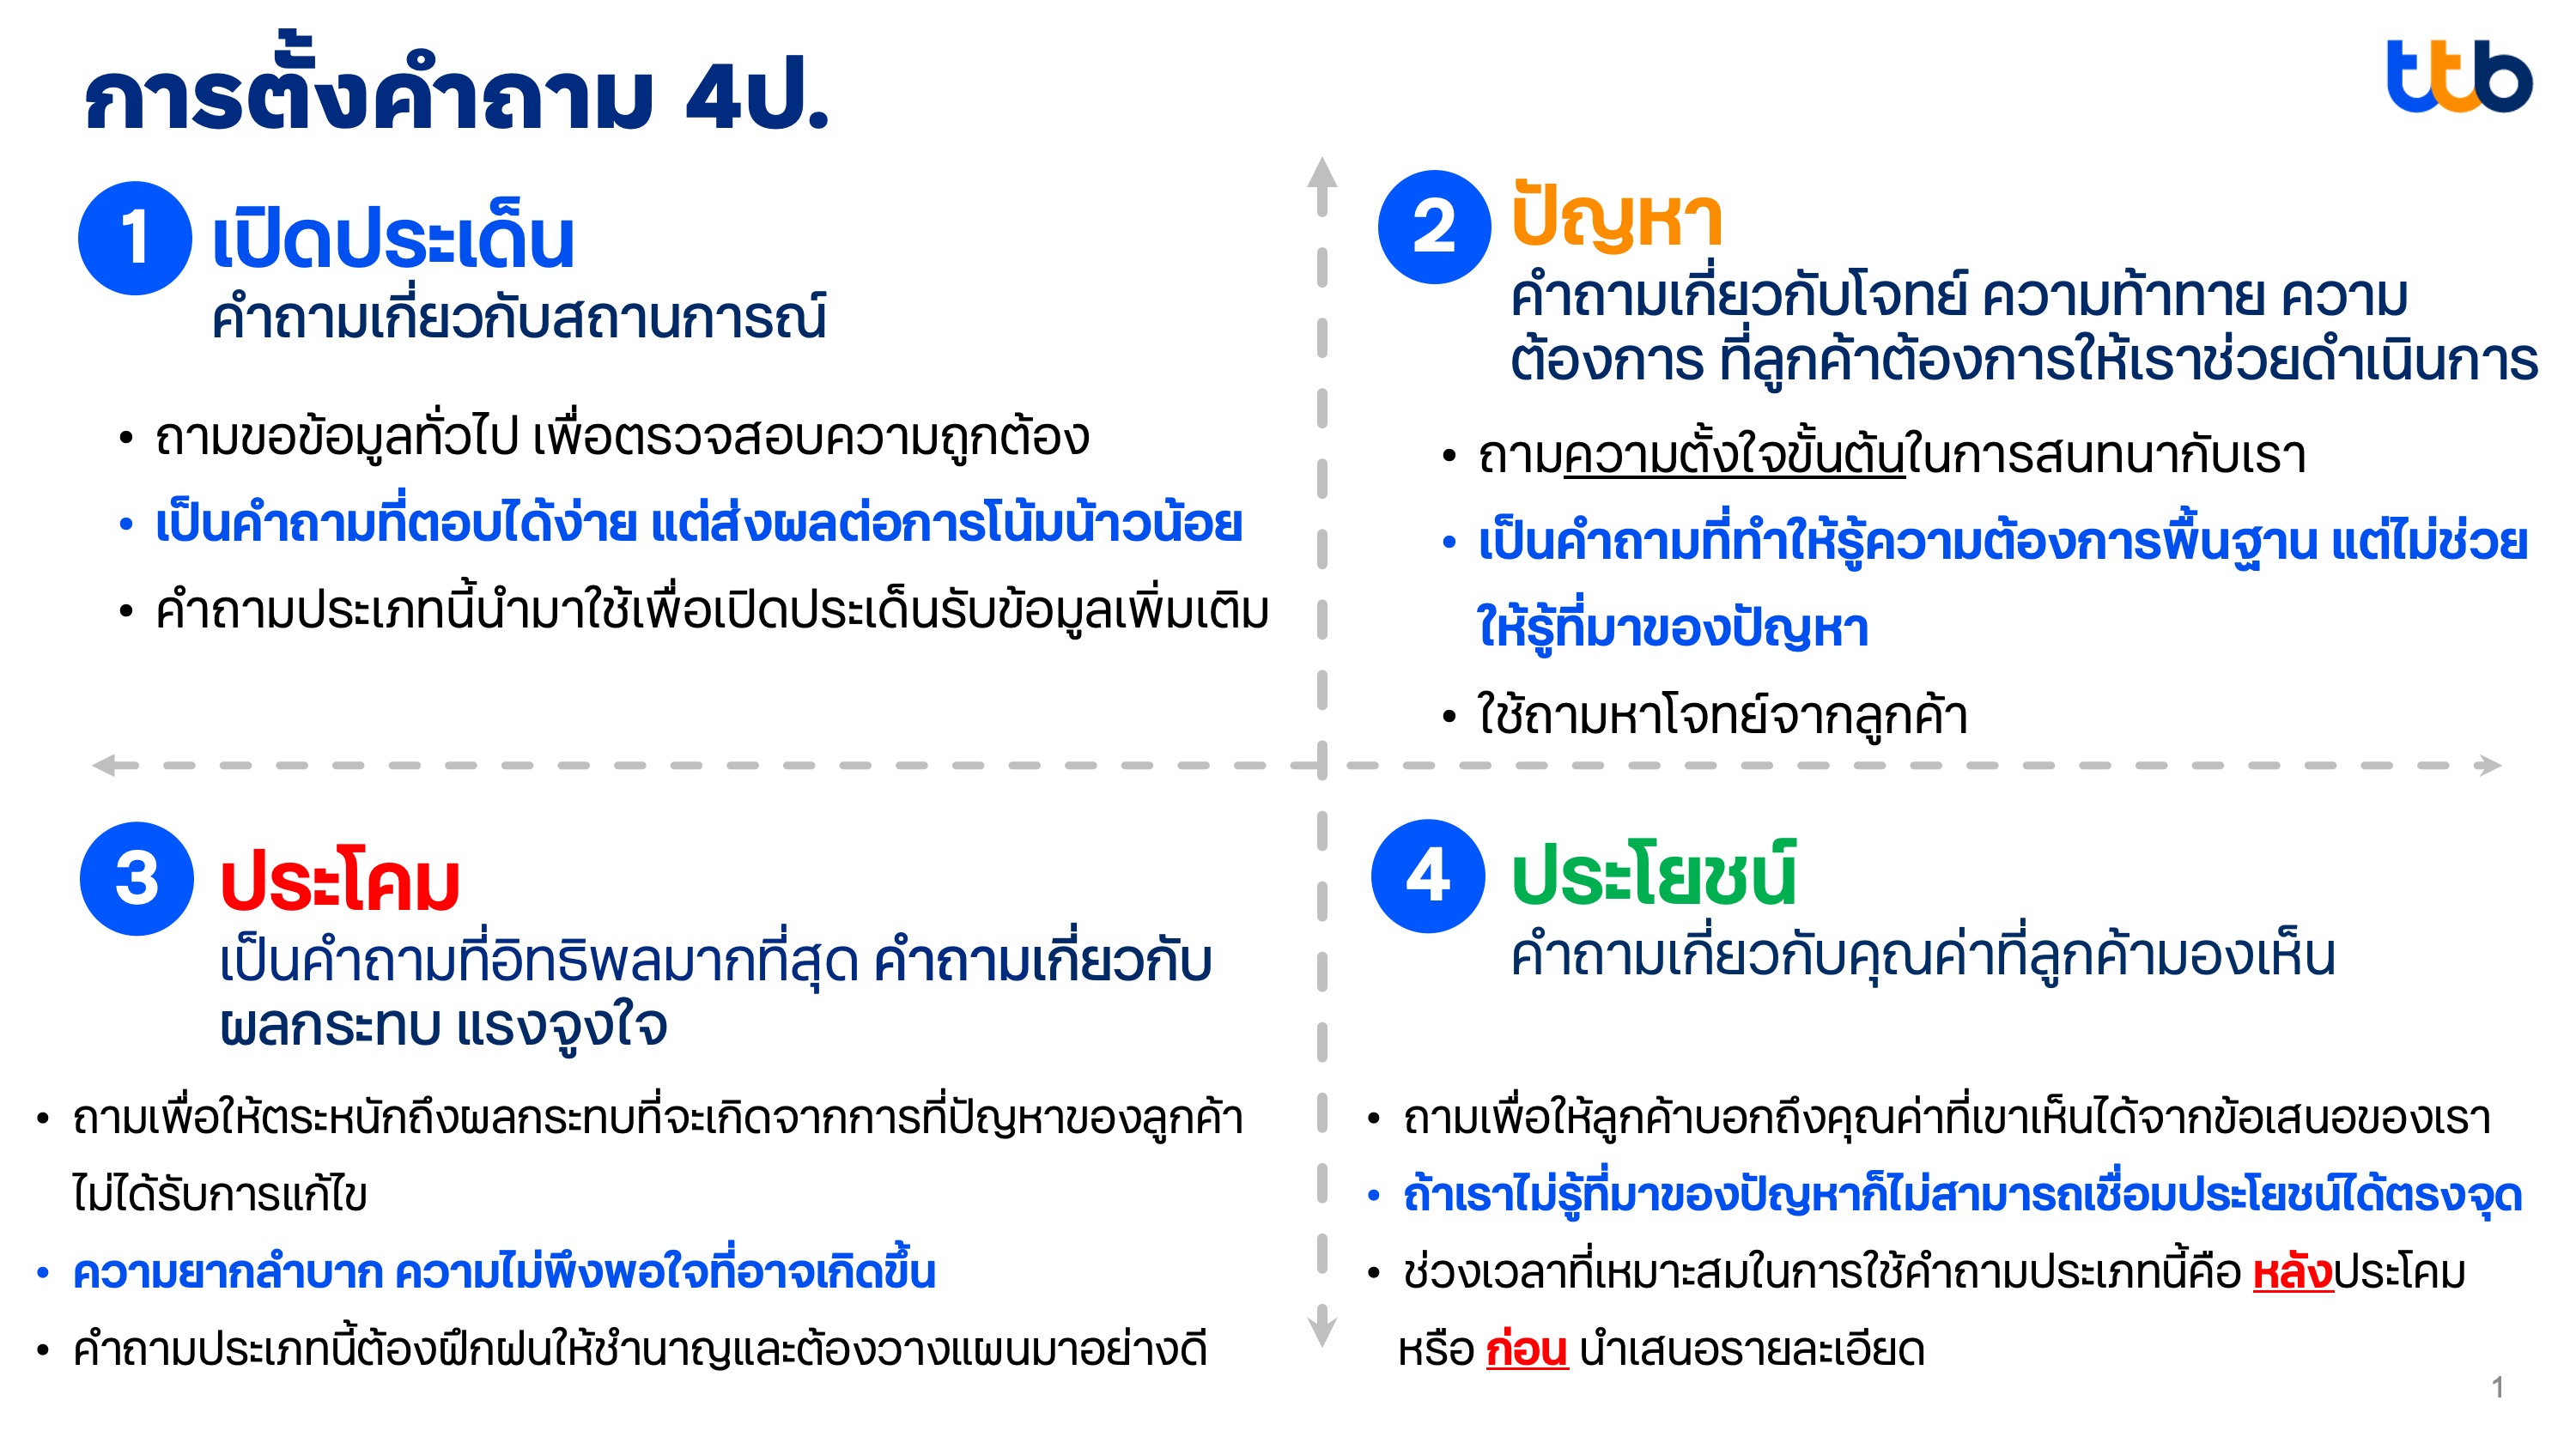 การตั้งคำถาม 4ป.
ttb
1 เปิดประเด็น
คำถามเกี่ยวกับสถานการณ์
• ถามขอข้อมูลทั่วไป เพื่อตรวจสอบความถูกต้อง
• เป็นคำถามที่ตอบได้ง่าย แต่ส่งผลต่อการโน้มน้าวน้อย
• คำถามประเภทนี้นำมาใช้เพื่อเปิดประเด็นรับข้อมูลเพิ่มเติม
2 ปัญหา
คำถามเกี่ยวกับโจทย์ ความท้าทาย ความ
ต้องการ ที่ลูกค้าต้องการให้เราช่วยดำเนินการ
• ถามความตั้งใจขั้นต้นในการสนทนากับเรา
• เป็นคำถามที่ทำให้รู้ความต้องการพื้นฐาน แต่ไม่ช่วย
ให้รู้ที่มาของปัญหา
• ใช้ถามหาโจทย์จากลูกค้า
3 ประโคม
เป็นคำถามที่อิทธิพลมากที่สุด คำถามเกี่ยวกับ
ผลกระทบ แรงจูงใจ
• ถามเพื่อให้ตระหนักถึงผลกระทบที่จะเกิดจากการที่ปัญหาของลูกค้า
ไม่ได้รับการแก้ไข
• ความยากลำบาก ความไม่พึงพอใจที่อาจเกิดขึ้น
• คำถามประเภทนี้ต้องฝึกฝนให้ชำนาญและต้องวางแผนมาอย่างดี
4 ประโยชน์
คำถามเกี่ยวกับคุณค่าที่ลูกค้ามองเห็น
• ถามเพื่อให้ลูกค้าบอกถึงคุณค่าที่เขาเห็นได้จากข้อเสนอของเรา
• ถ้าเราไม่รู้ที่มาของปัญหาก็ไม่สามารถเชื่อมประโยชน์ได้ตรงจุด
• ช่วงเวลาที่เหมาะสมในการใช้คำถามประเภทนี้คือ หลังประโคม
หรือ ก่อน นำเสนอรายละเอียด
1